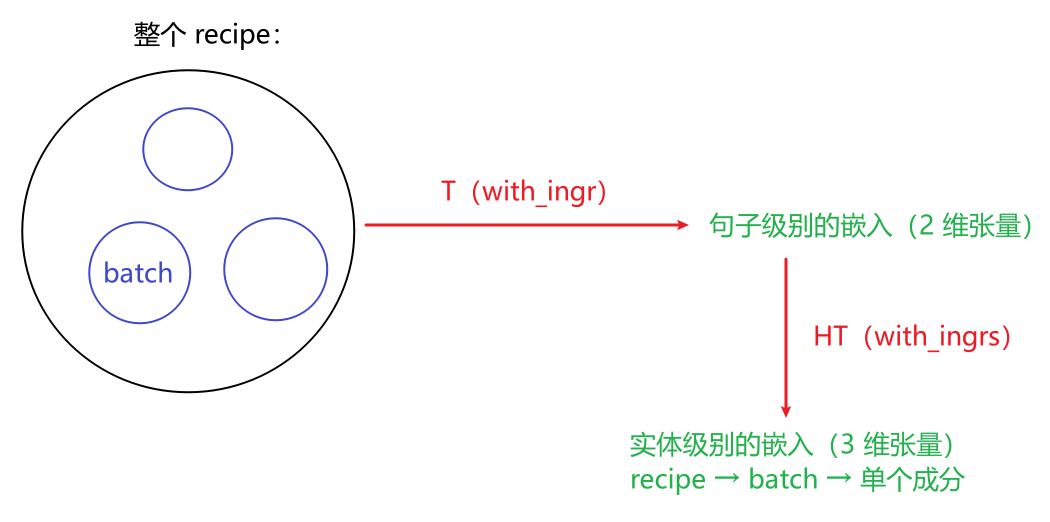 整个 recipe：
batch
T（with_ingr）
句子级别的嵌入（2 维张量）
HT（with_ingrs）
实体级别的嵌入（3 维张量）
recipe → batch → 单个成分